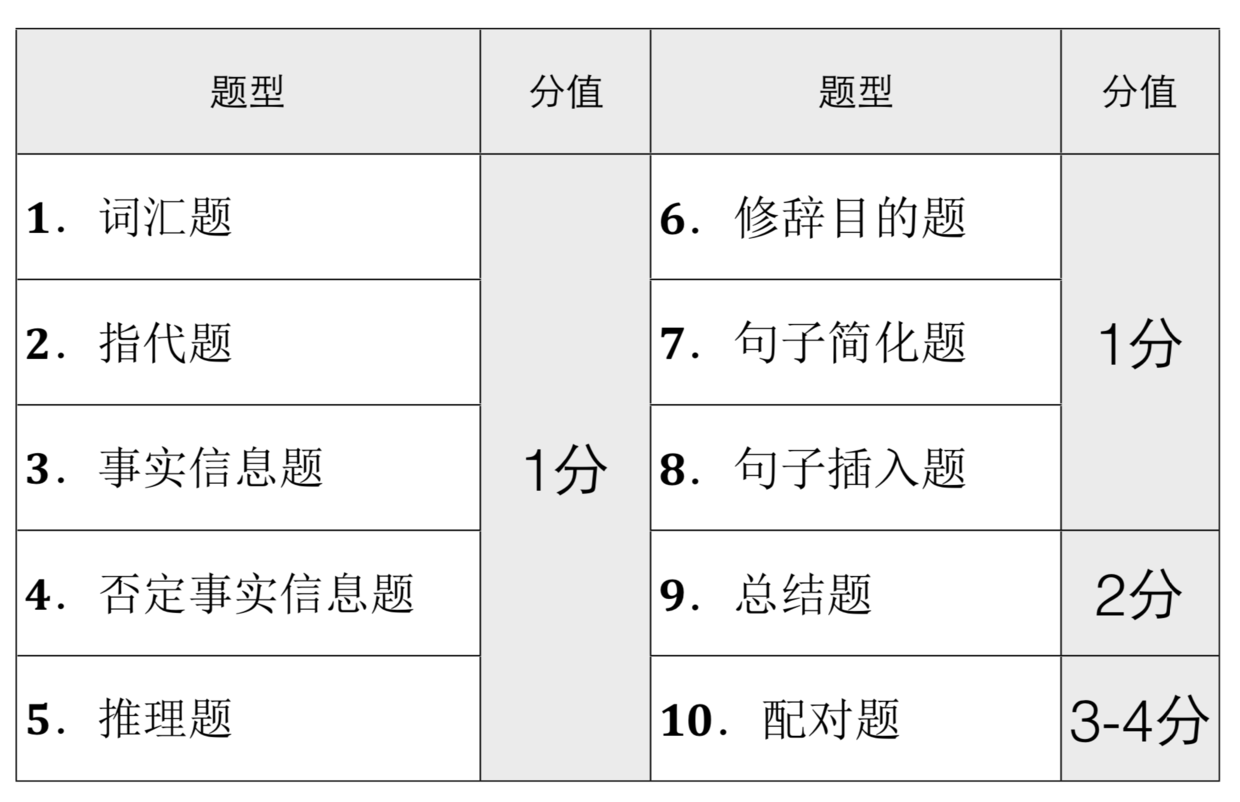 题型 分值 题型 分值
1. 词汇题 6. 修辞目的题
2. 指代题 7. 句子简化题 1分
3. 事实信息题 1分 8. 句子插入题
4. 否定事实信息题 9. 总结题 2分
5. 推理题 10. 配对题 3-4分